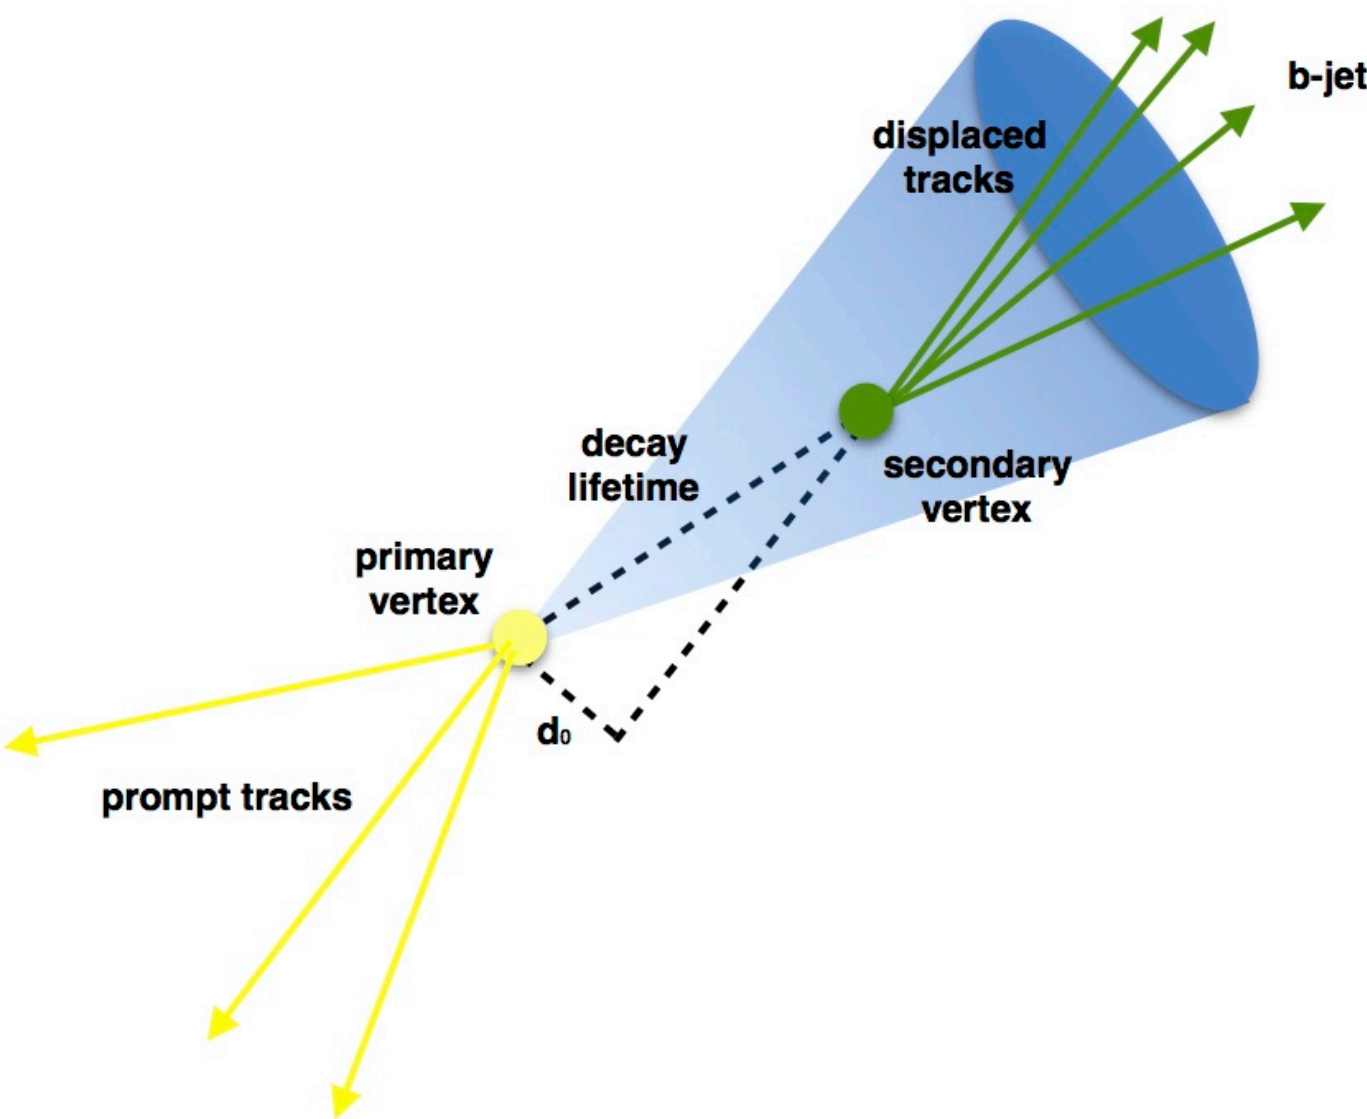 b-jet
displaced
tracks
decay
lifetime
secondary
vertex
primary
vertex
d₀
prompt tracks